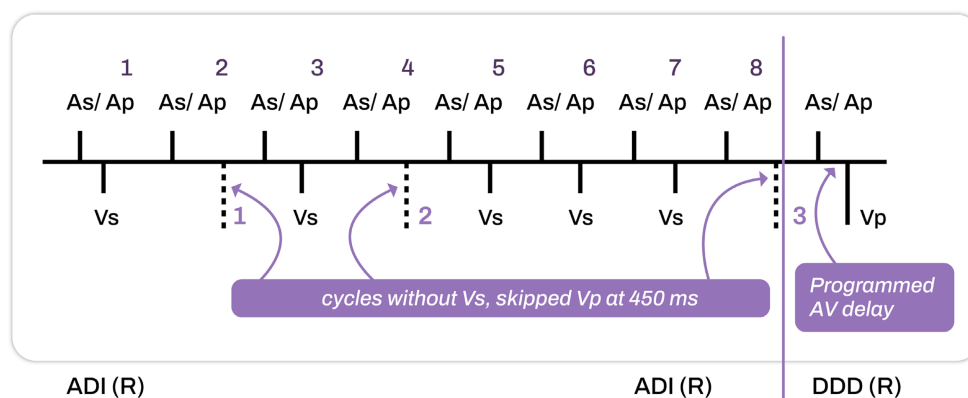 1 2 3 4 5 6 7 8
As/ Ap As/ Ap As/ Ap As/ Ap As/ Ap As/ Ap As/ Ap As/ Ap As/ Ap
Vs 1 Vs 2 Vs Vs Vs 3 Vp
cycles without Vs, skipped Vp at 450 ms
Programmed
AV delay
ADI (R) ADI (R) DDD (R)